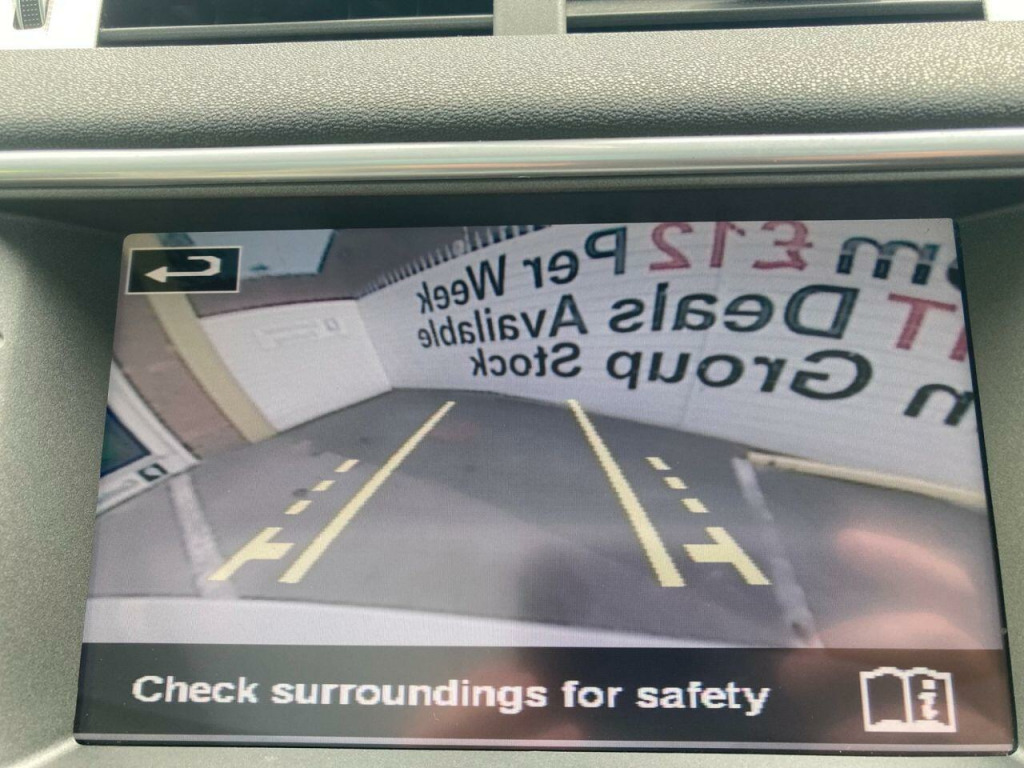 m £12 Per Week
T Deals Available
n Group Stock
Check surroundings for safety